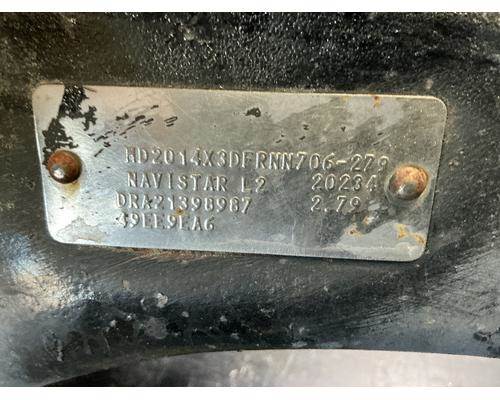 MD2014X3DFRNN706-279
NAVISTAR L2 20234
DRA21398987 2.79
49EE9EA6